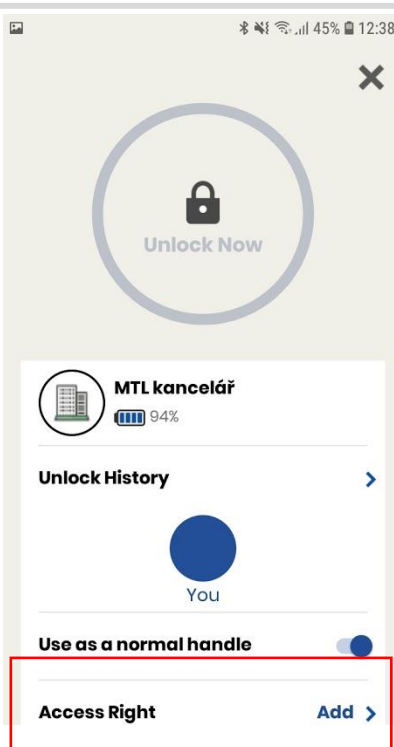 45% 12:38
Unlock Now
MTL kancelář
94%
Unlock History
You
Use as a normal handle
Access Right Add